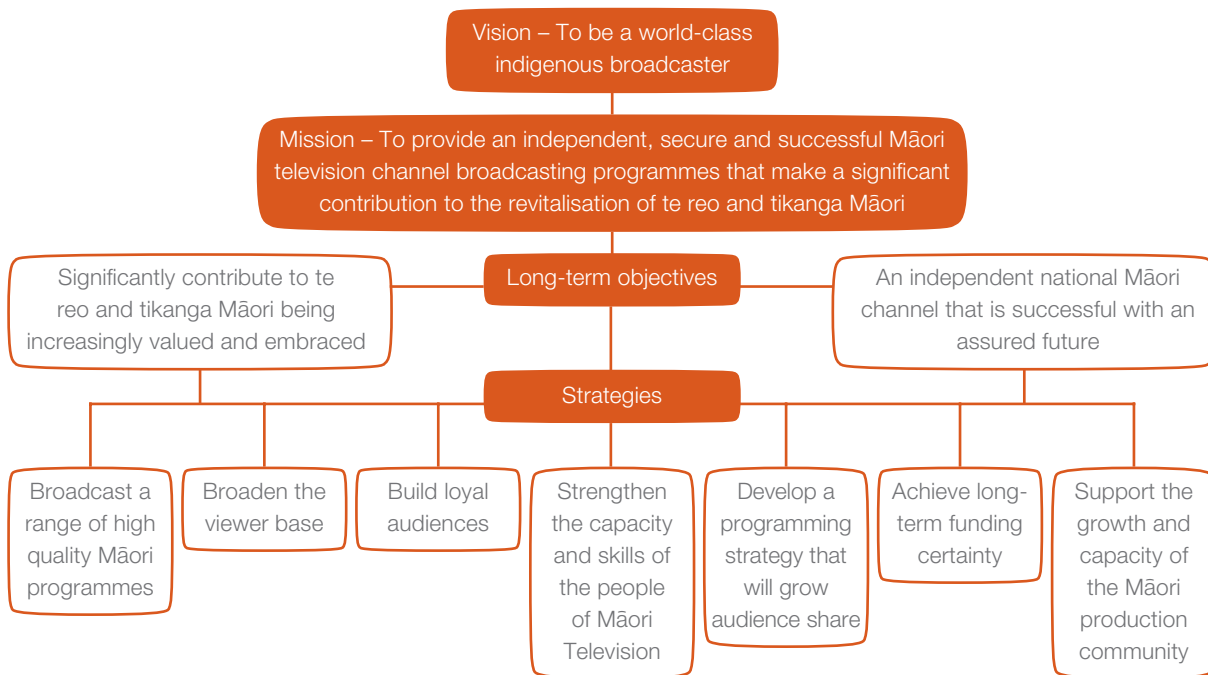 Vision – To be a world-class
indigenous broadcaster
Mission – To provide an independent, secure and successful Māori
television channel broadcasting programmes that make a significant
contribution to the revitalisation of te reo and tikanga Māori
Long-term objectives
Significantly contribute to te
reo and tikanga Māori being
increasingly valued and embraced
An independent national Māori
channel that is successful with an
assured future
Strategies
Broadcast a
range of high
quality Māori
programmes
Broaden the
viewer base
Build loyal
audiences
Strengthen
the capacity
and skills of
the people
of Māori
Television
Develop a
programming
strategy that
will grow
audience share
Achieve long-
term funding
certainty
Support the
growth and
capacity of
the Māori
production
community